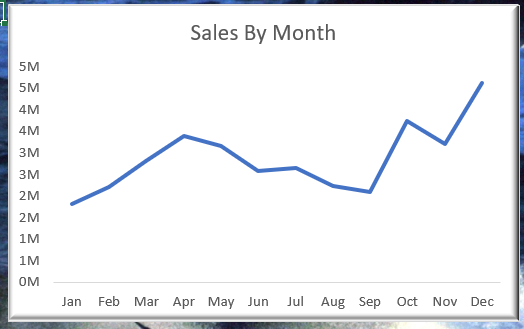 Sales By Month
5M
5M
4M
4M
3M
3M
2M
2M
1M
1M
0M
Jan Feb Mar Apr May Jun Jul Aug Sep Oct Nov Dec